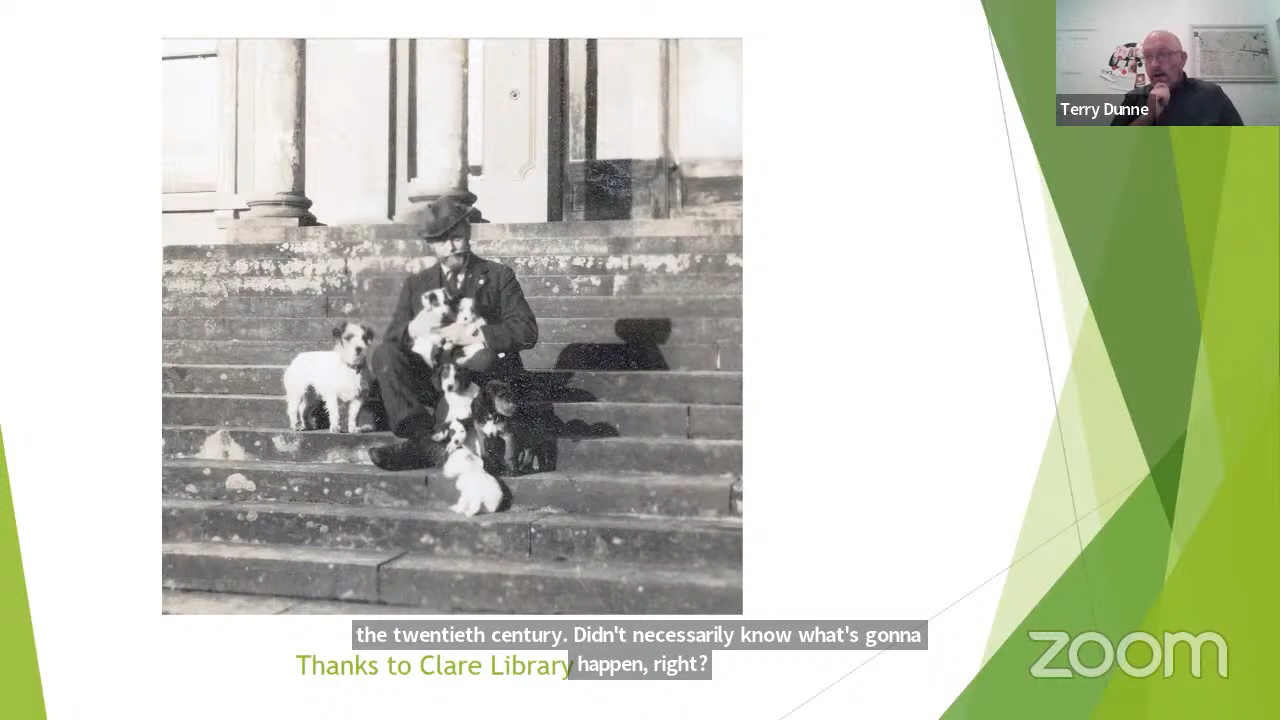 Terry Dunne
the twentieth century. Didn't necessarily know what's gonna
happen, right?
Thanks to Clare Library
zoom